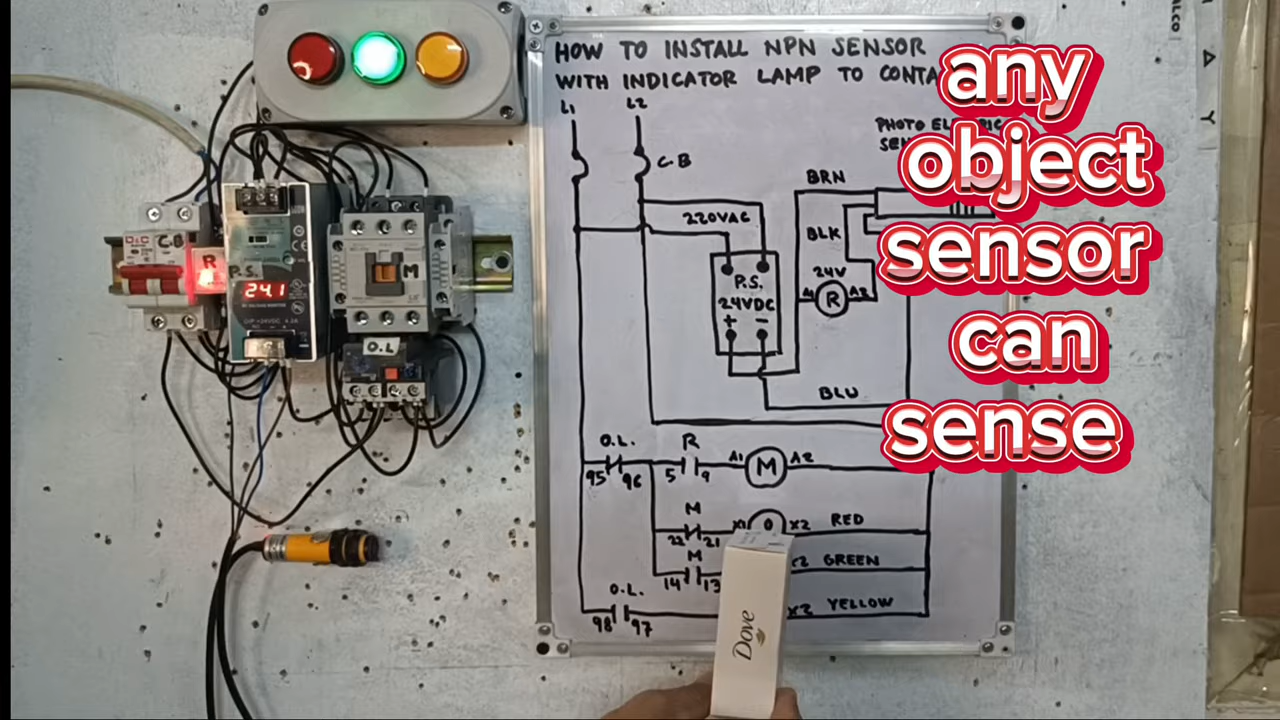 HOW TO INSTALL NPN SENSOR
WITH INDICATOR LAMP TO
any
object
sensor
can
sense
L1
L2
C.B
220VAC
BRN
BLK
24V
A1
R
A2
P.S.
24VDC
+
-
BLU
C.B
R
P.S.
24.1
M
O.L
O.L.
95
96
R
5
9
A1
M
A2
M
22
21
X1
X2
RED
M
14
13
X2
GREEN
O.L.
98
97
X2
YELLOW
Dove